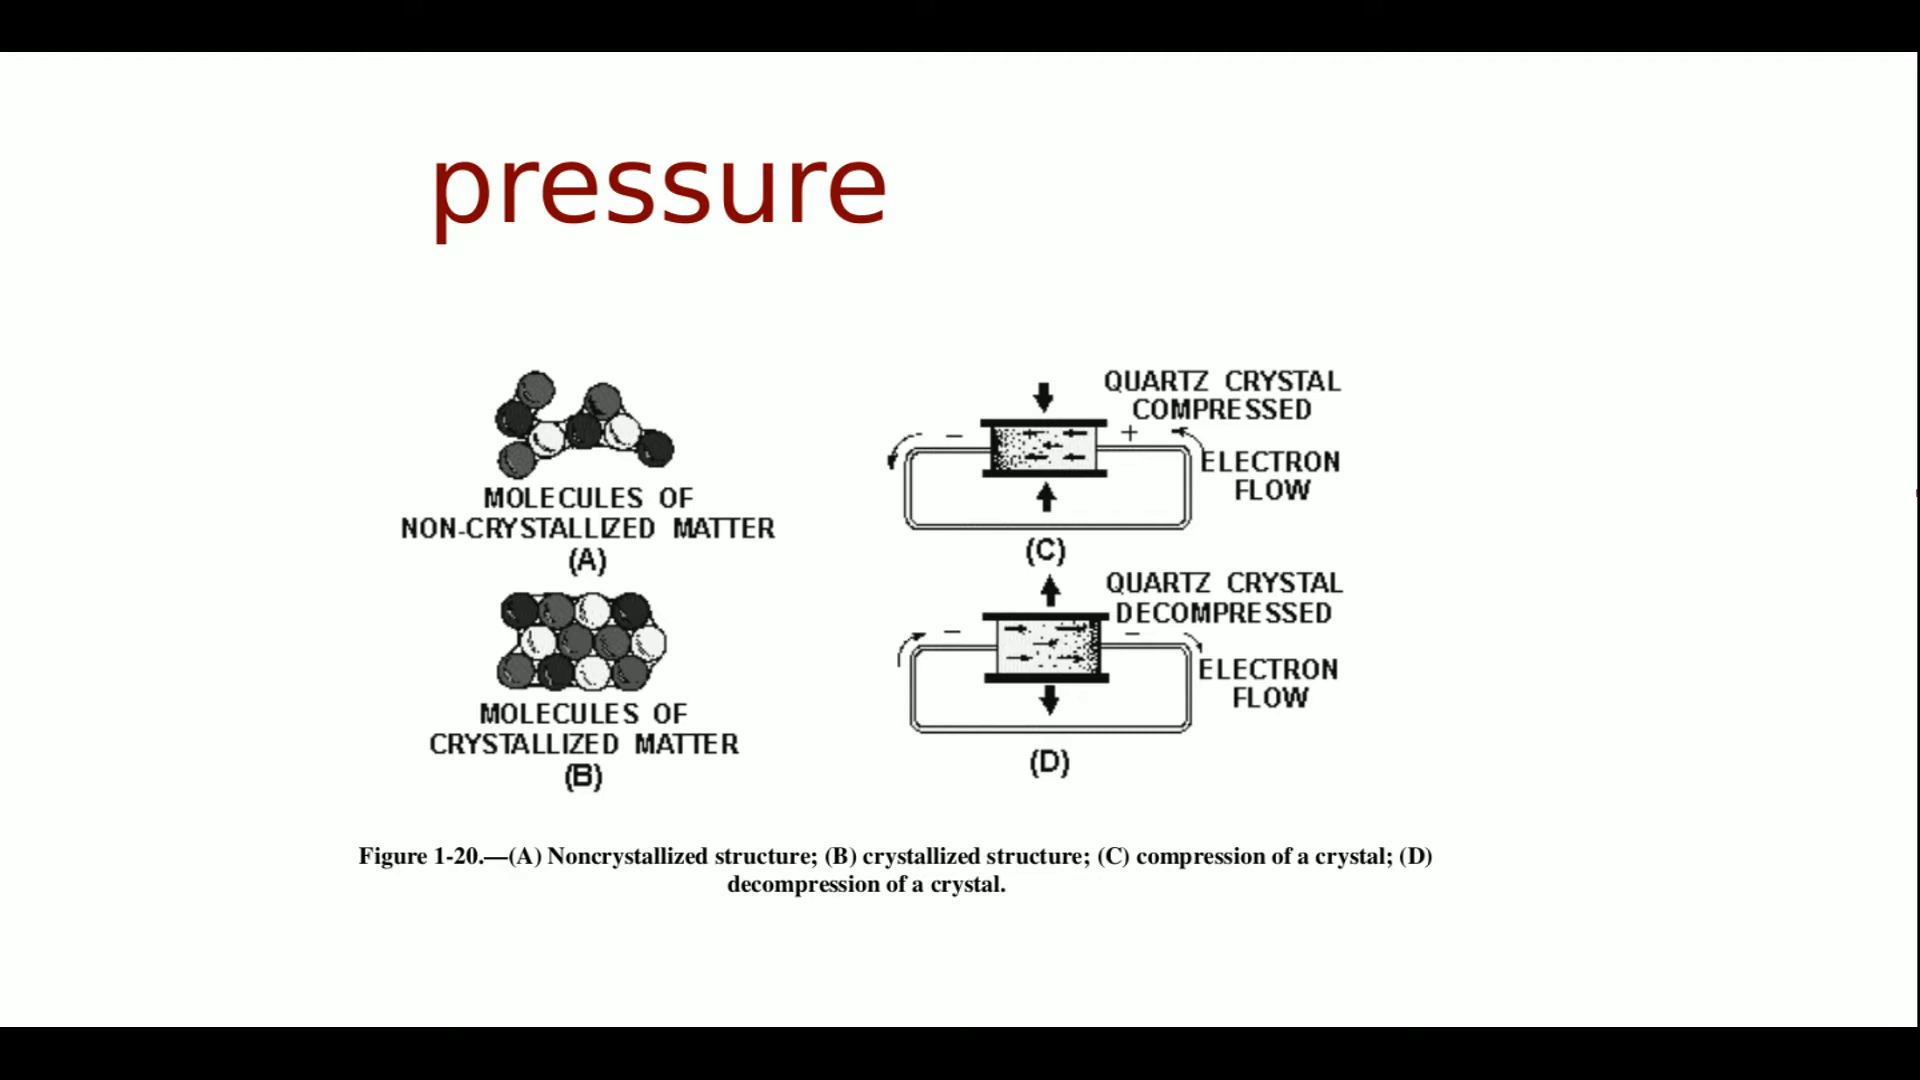 pressure
MOLECULES OF
NON-CRYSTALLIZED MATTER
(A)
MOLECULES OF
CRYSTALLIZED MATTER
(B)
QUARTZ CRYSTAL
COMPRESSED
–
+
ELECTRON
FLOW
(C)
QUARTZ CRYSTAL
DECOMPRESSED
–
–
ELECTRON
FLOW
(D)
Figure 1-20.—(A) Noncrystallized structure; (B) crystallized structure; (C) compression of a crystal; (D)
decompression of a crystal.